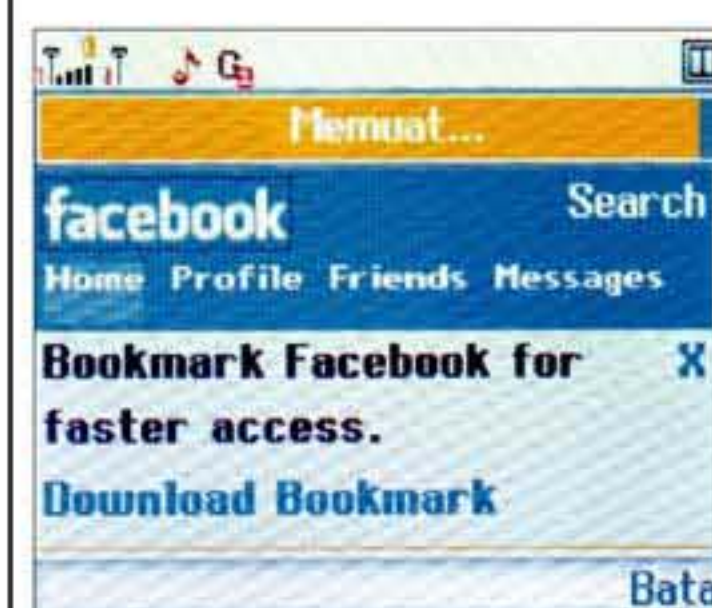 Memuat...
facebook Search
Home Profile Friends Messages
Bookmark Facebook for X
faster access.
Download Bookmark
Bata